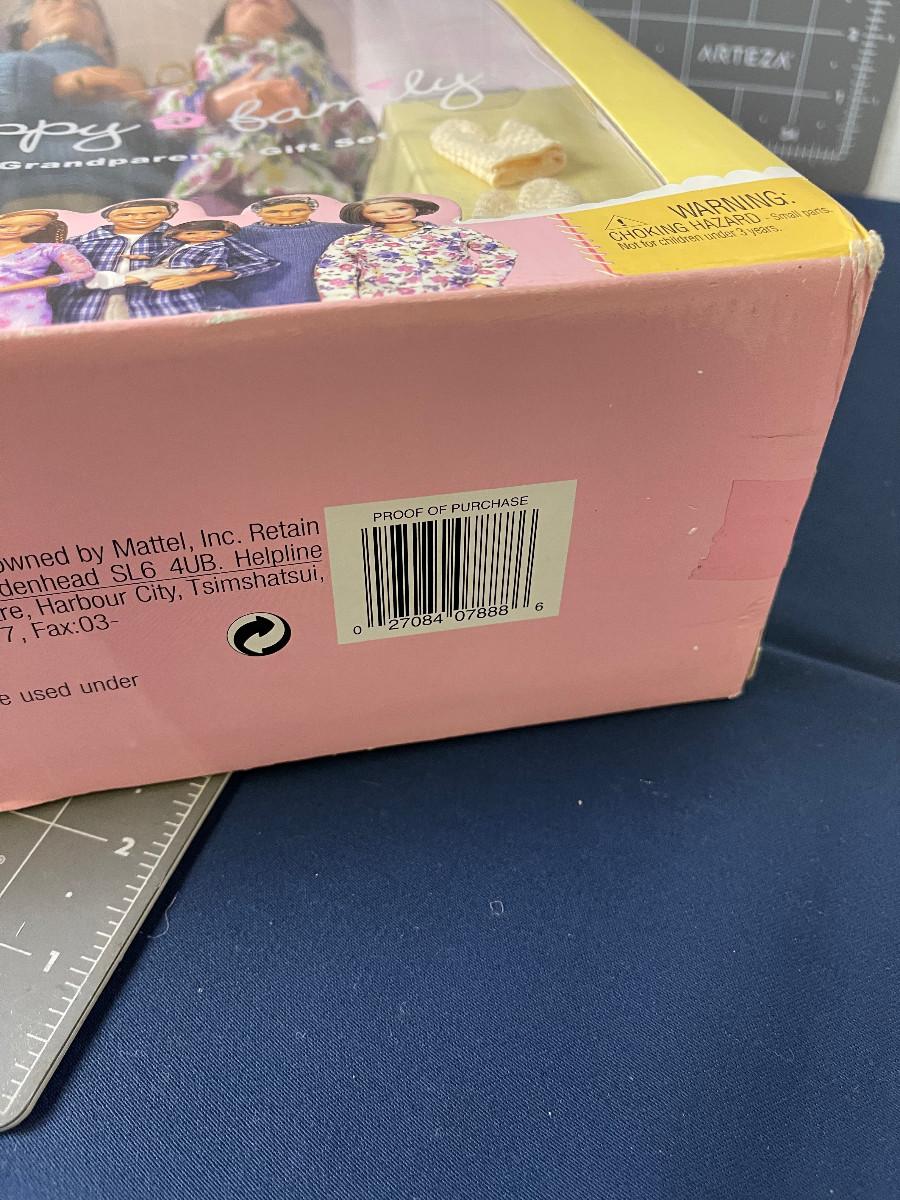 ARTEZA
ppy family
Grandparents Gift Set
WARNING:
CHOKING HAZARD - Small parts.
Not for children under 3 years.
PROOF OF PURCHASE
0 27084 07888 6
owned by Mattel, Inc. Retain
denhead SL6 4UB. Helpline
re, Harbour City, Tsimshatsui,
7, Fax:03-
e used under
2
1